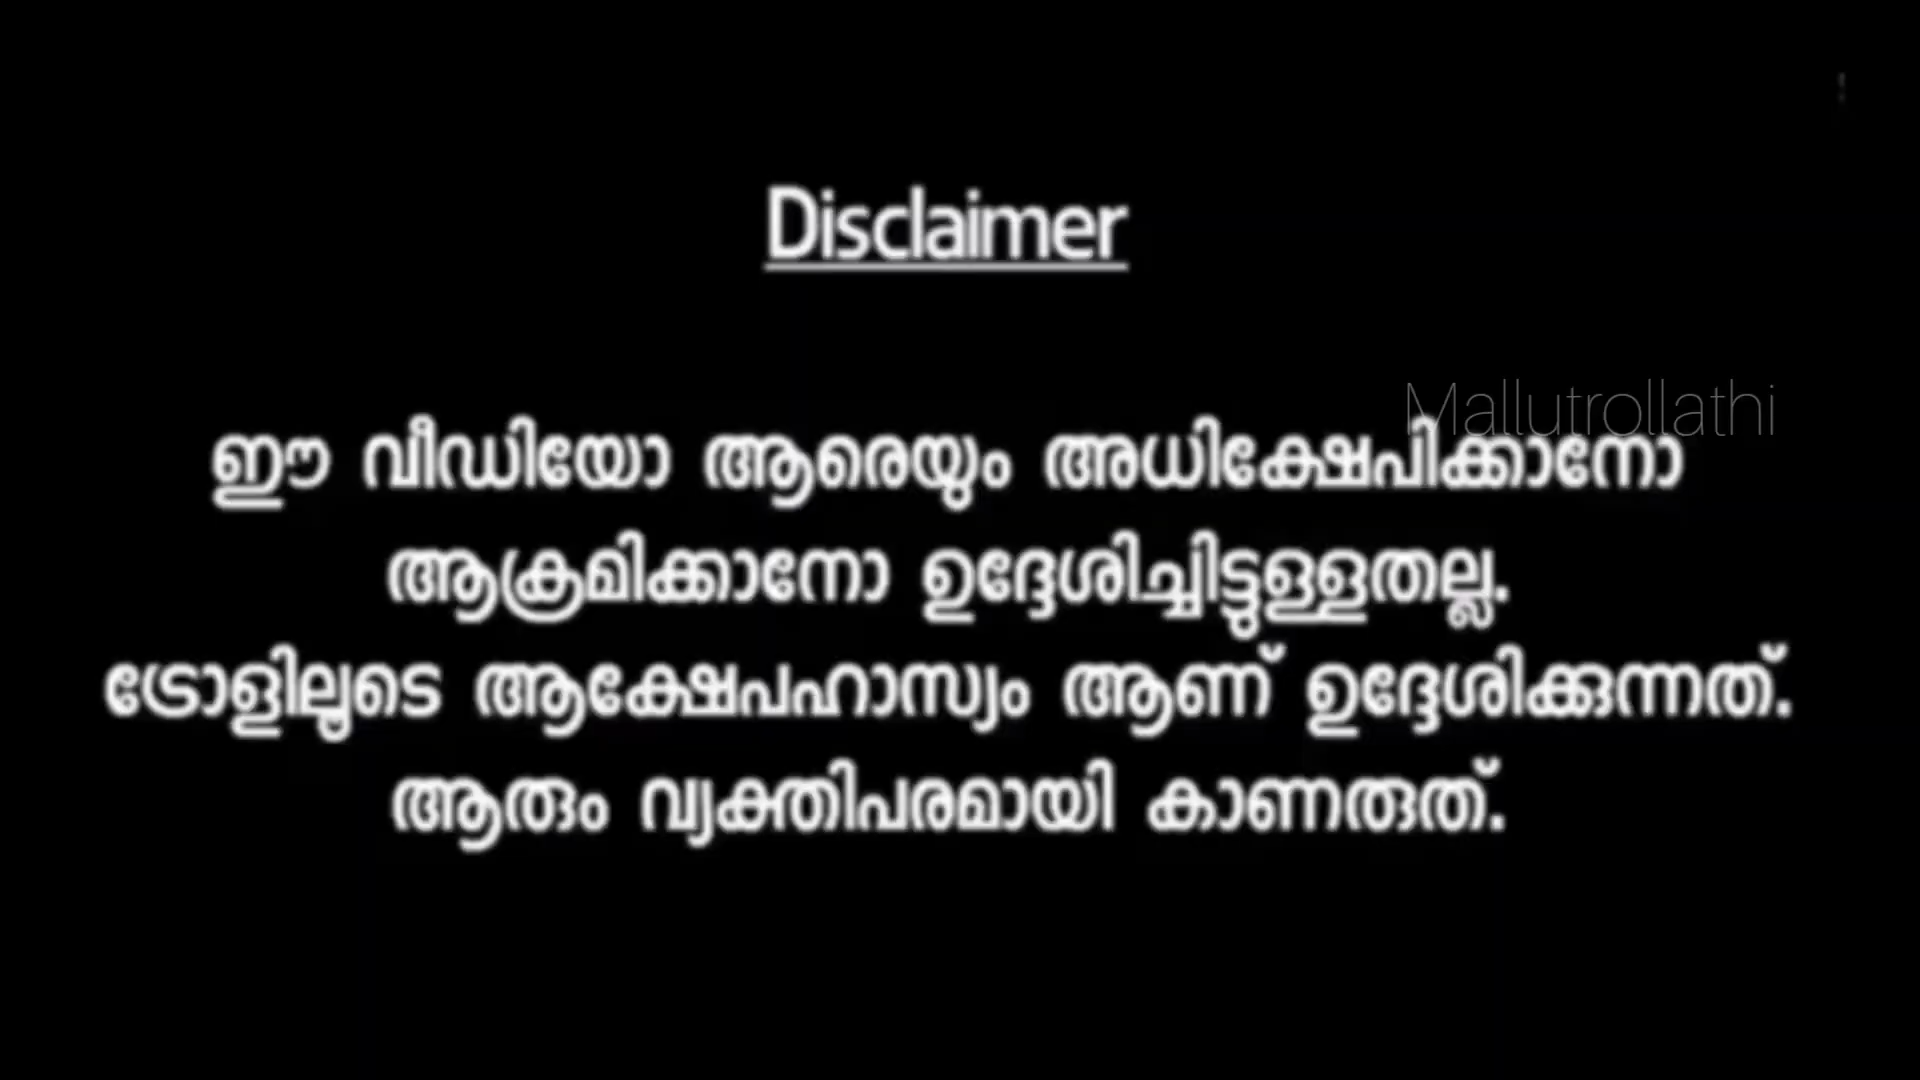 Disclaimer
Mallutrollathi
ഈ വീഡിയോ ആരെയും അധിക്ഷേപിക്കാനോ
ആക്രമിക്കാനോ ഉദ്ദേശിച്ചിട്ടുള്ളതല്ല.
ട്രോളിലൂടെ ആക്ഷേപഹാസ്യം ആണ് ഉദ്ദേശിക്കുന്നത്.
ആരും വ്യക്തിപരമായി കാണരുത്.